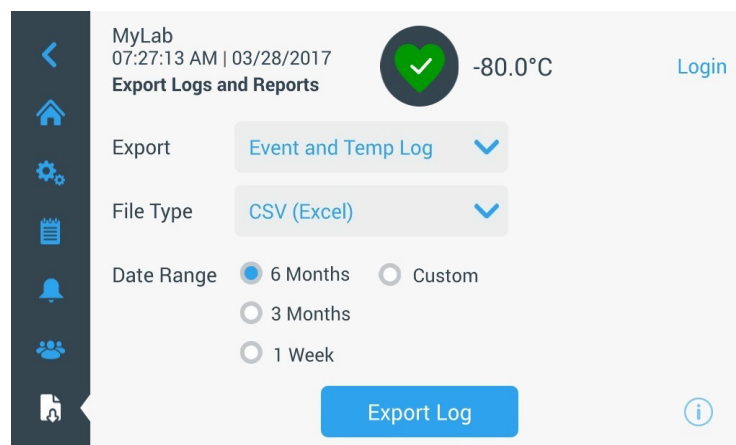 MyLab
07:27:13 AM | 03/28/2017
Export Logs and Reports
-80.0°C
Login
Export
Event and Temp Log
File Type
CSV (Excel)
Date Range
6 Months
Custom
3 Months
1 Week
Export Log
i